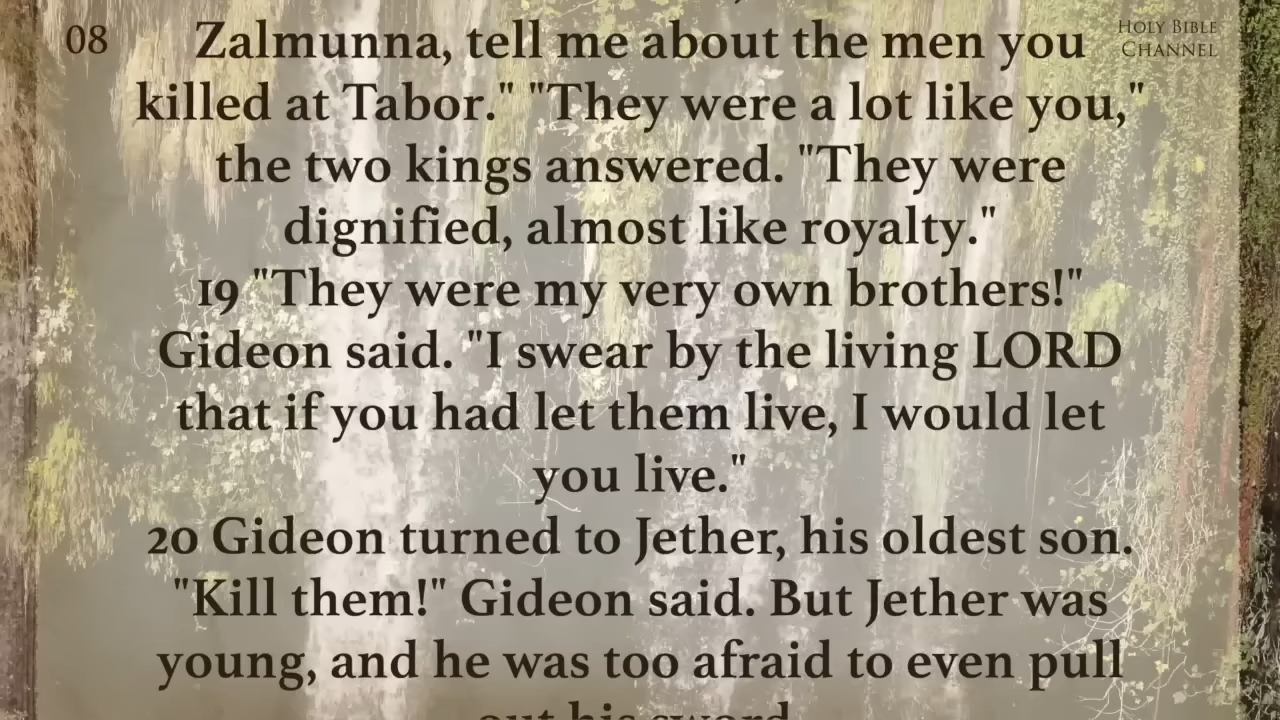 08
HOLY BIBLE
CHANNEL
Zalmunna, tell me about the men you
killed at Tabor." "They were a lot like you,"
the two kings answered. "They were
dignified, almost like royalty."
19 "They were my very own brothers!"
Gideon said. "I swear by the living LORD
that if you had let them live, I would let
you live."
20 Gideon turned to Jether, his oldest son.
"Kill them!" Gideon said. But Jether was
young, and he was too afraid to even pull
out his sword.